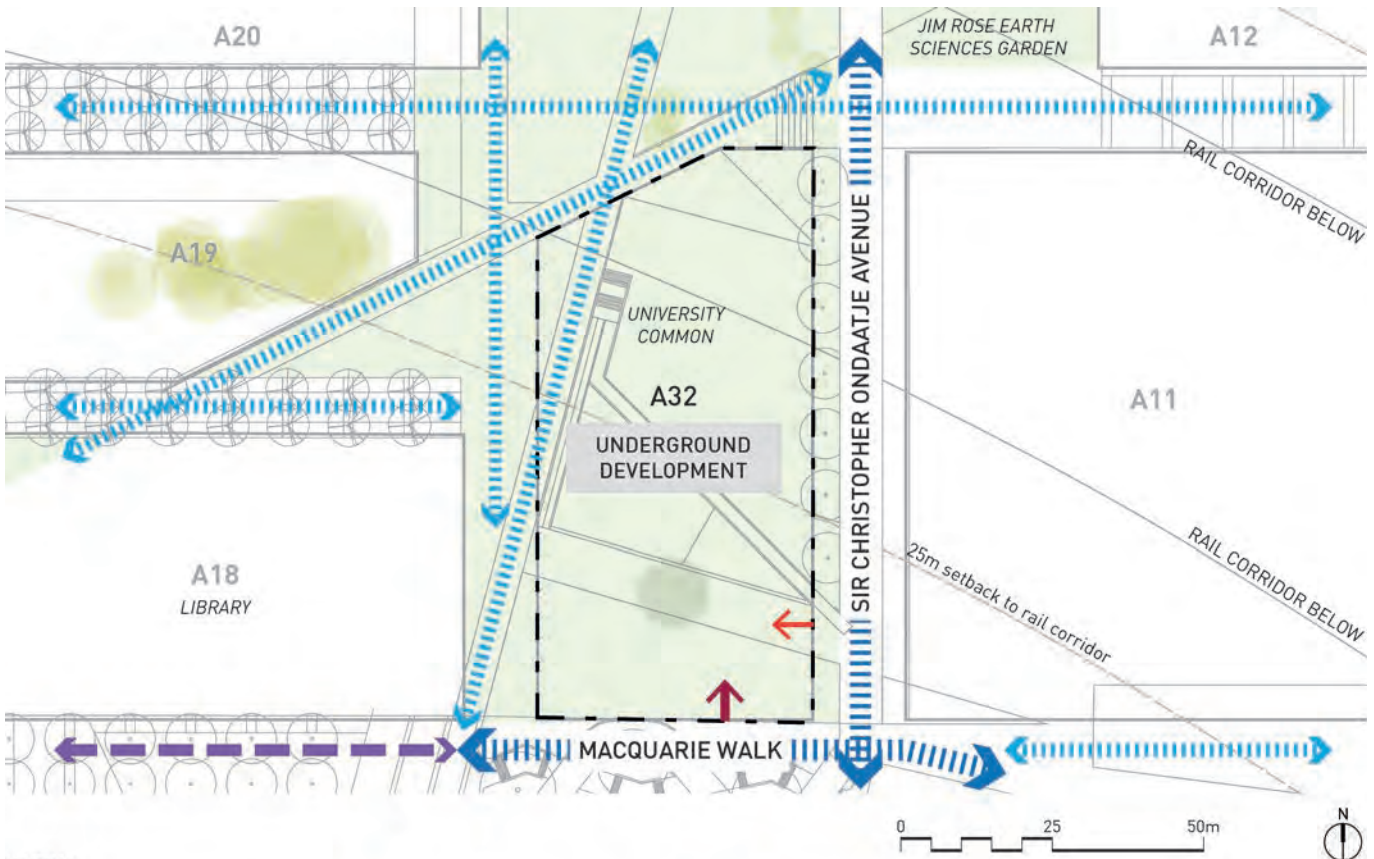 A20
JIM ROSE EARTH
SCIENCES GARDEN
A12
RAIL CORRIDOR BELOW
A19
UNIVERSITY
COMMON
SIR CHRISTOPHER ONDAATJE AVENUE
A32
A11
UNDERGROUND
DEVELOPMENT
A18
LIBRARY
RAIL CORRIDOR BELOW
25m setback to rail corridor
MACQUARIE WALK
0 25 50m
N